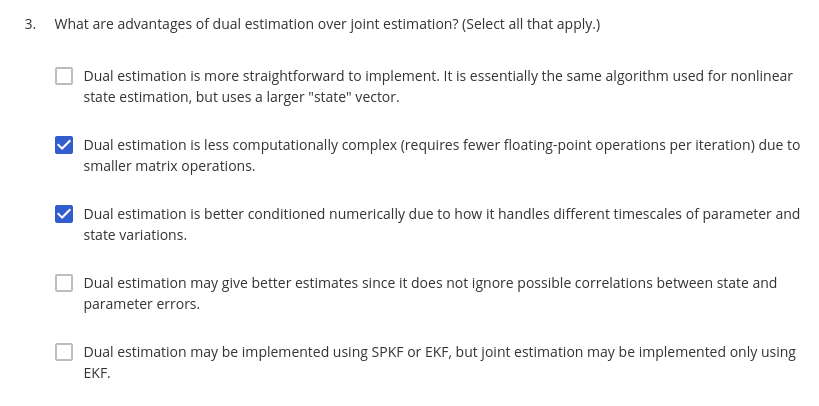 3. What are advantages of dual estimation over joint estimation? (Select all that apply.)
Dual estimation is more straightforward to implement. It is essentially the same algorithm used for nonlinear
state estimation, but uses a larger "state" vector.
Dual estimation is less computationally complex (requires fewer floating-point operations per iteration) due to
smaller matrix operations.
Dual estimation is better conditioned numerically due to how it handles different timescales of parameter and
state variations.
Dual estimation may give better estimates since it does not ignore possible correlations between state and
parameter errors.
Dual estimation may be implemented using SPKF or EKF, but joint estimation may be implemented only using
EKF.